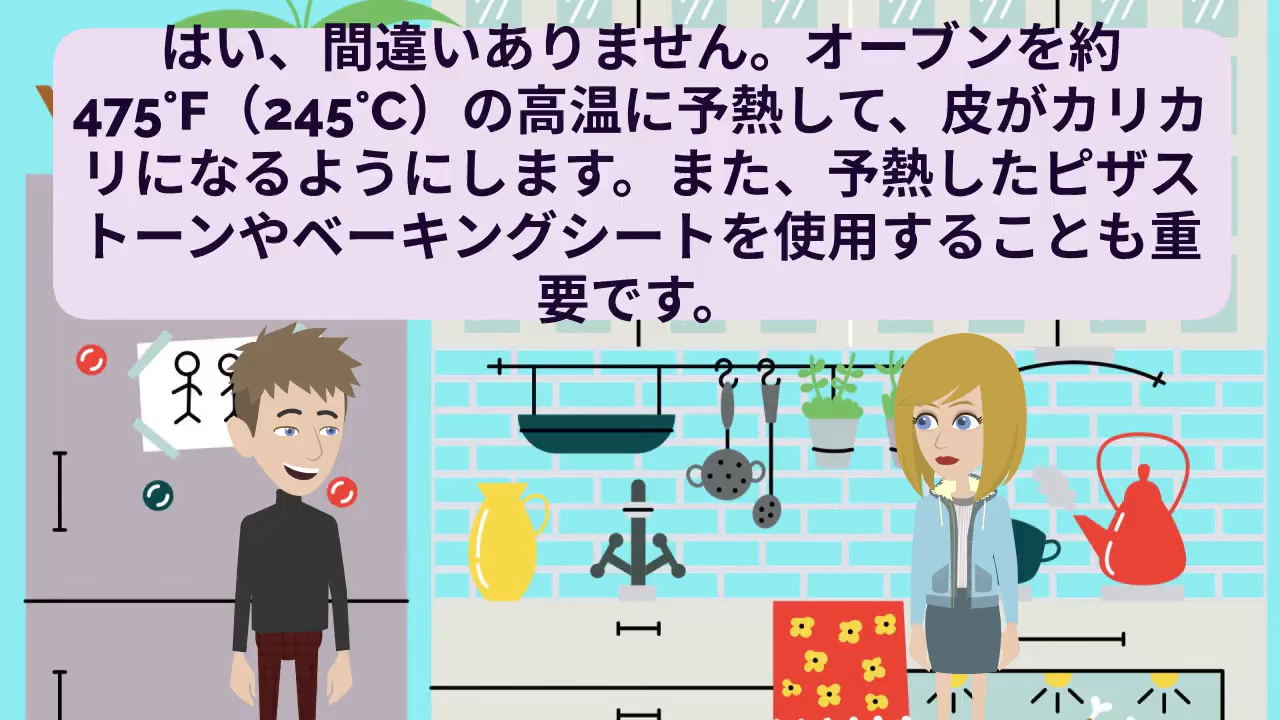 はい、間違いありません。オーブンを約
475°F（245°C）の高温に予熱して、皮がカリカ
リになるようにします。また、予熱したピザス
トーンやベーキングシートを使用することも重
要です。